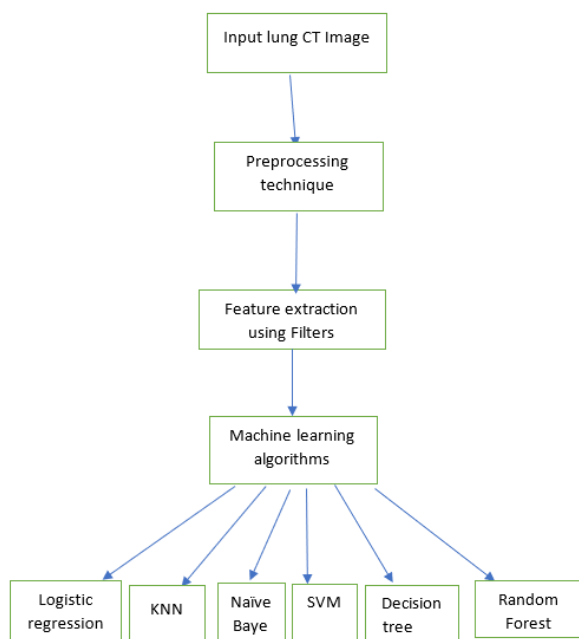 Input lung CT Image
Preprocessing
technique
Feature extraction
using Filters
Machine learning
algorithms
Logistic
regression
KNN
Naïve
Baye
SVM
Decision
tree
Random
Forest